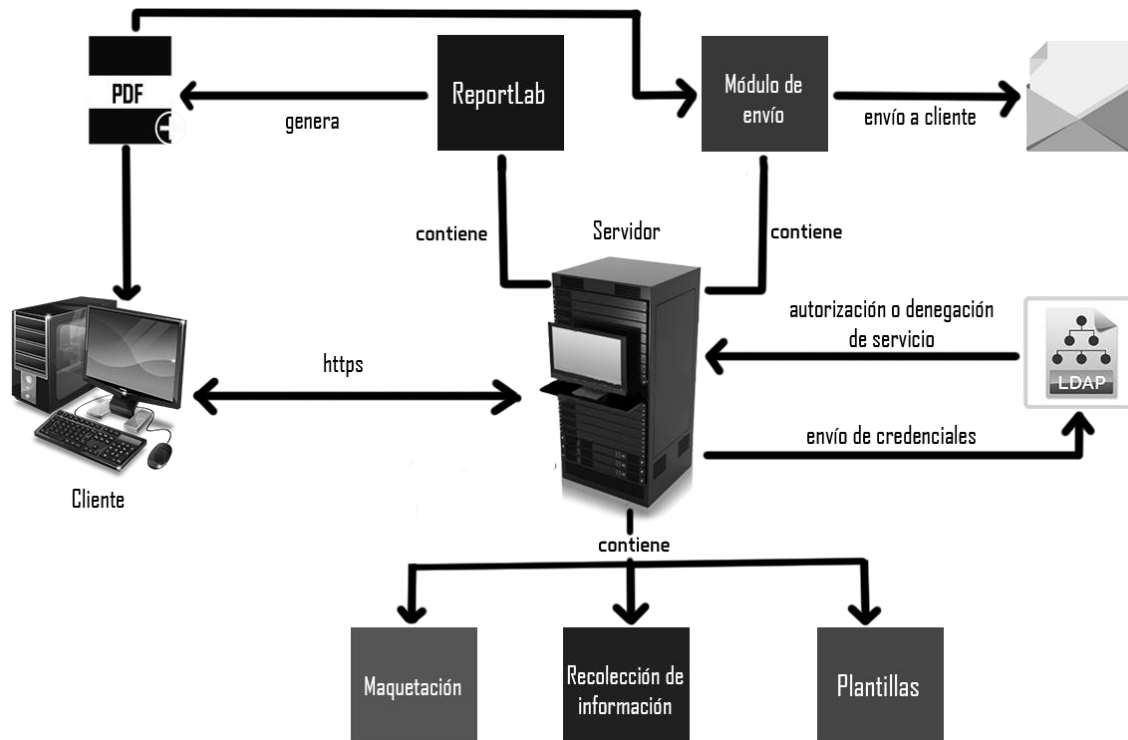 PDF
ReportLab
Módulo de
envío
genera
envío a cliente
contiene
Servidor
contiene
autorización o denegación
de servicio
https
LDAP
envío de credenciales
Cliente
contiene
Maquetación
Recolección de
información
Plantillas